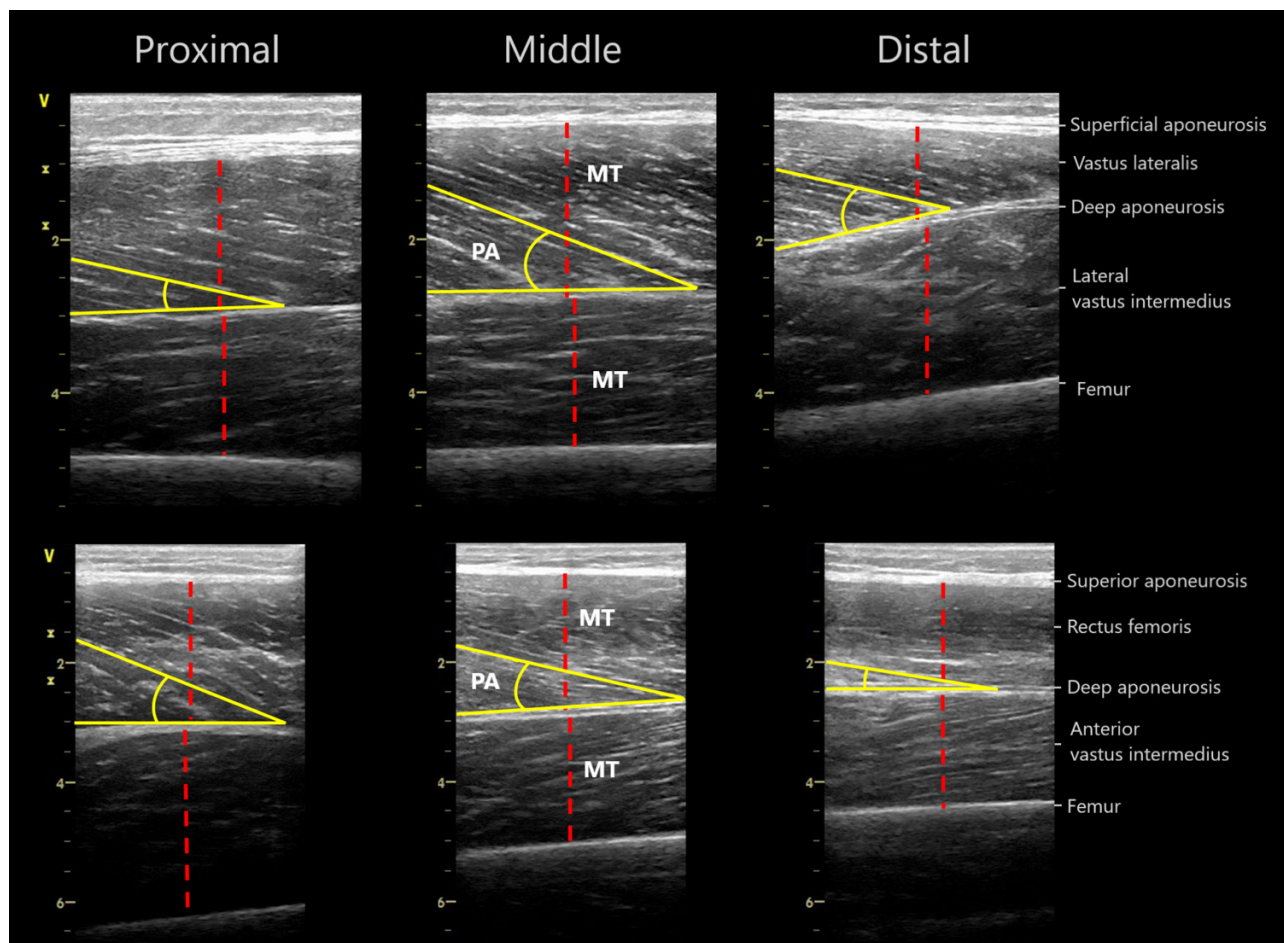 Proximal
Middle
Distal
V
2
4
MT
PA
MT
2
4
2
Superficial aponeurosis
Vastus lateralis
Deep aponeurosis
Lateral
vastus intermedius
Femur
V
2
4
6
MT
PA
MT
2
4
6
2
4
6
Superior aponeurosis
Rectus femoris
Deep aponeurosis
Anterior
vastus intermedius
Femur